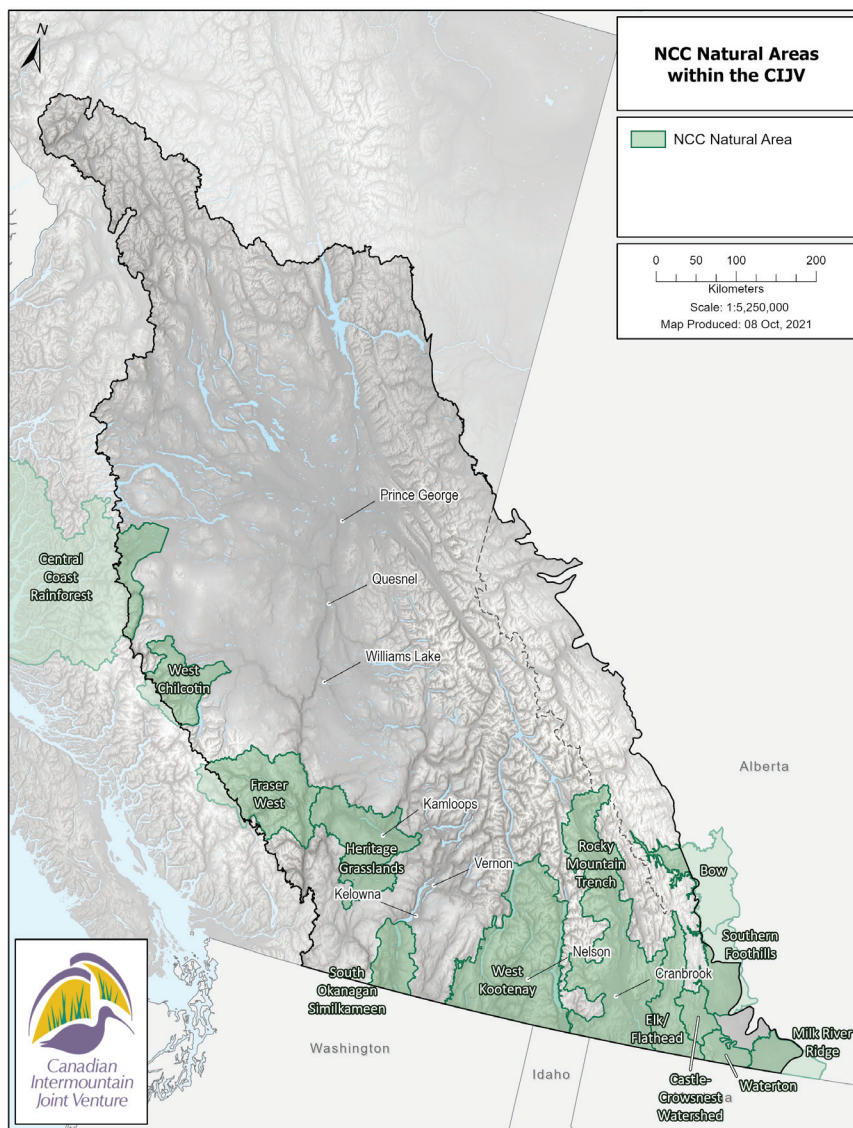 N
NCC Natural Areas
within the CIJV
NCC Natural Area
0 50 100 200
Kilometers
Scale: 1:5,250,000
Map Produced: 08 Oct, 2021
Prince George
Central
Coast
Rainforest
Quesnel
Williams Lake
West
Chilcotin
Alberta
Fraser
West
Kamloops
Heritage
Grasslands
Rocky
Mountain
Trench
Vernon
Bow
Kelowna
Southern
Foothills
Nelson
Cranbrook
South
Okanagan
Similkameen
West
Kootenay
Elk/
Flathead
Milk River
Ridge
Washington
Idaho
Castle-
Crowsnest
Watershed
Waterton
Canadian
Intermountain
Joint Venture